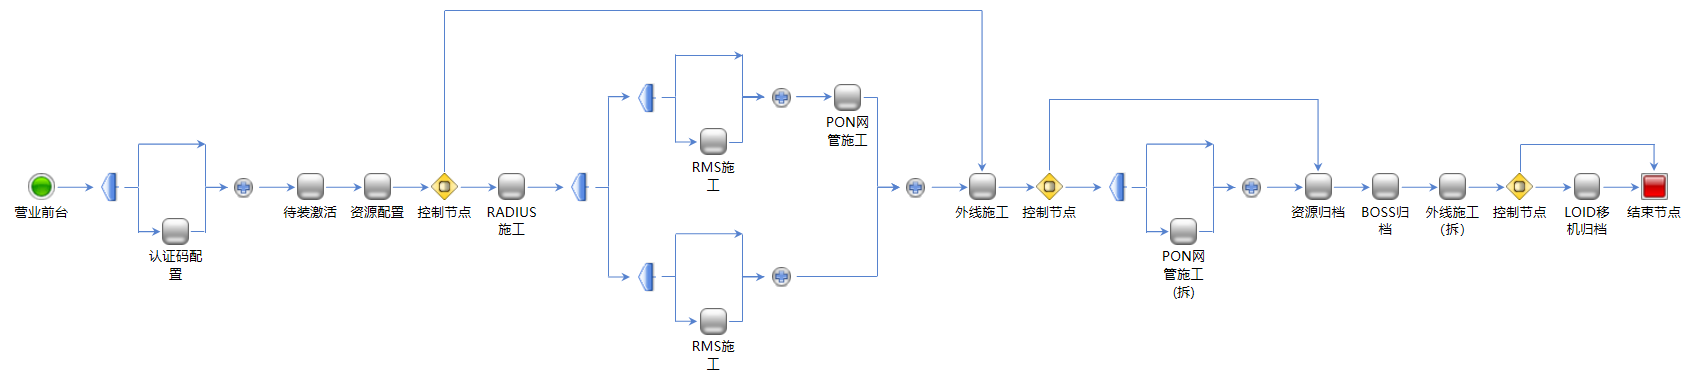 营业前台
认证码配
置
待装激活
资源配置
控制节点
RADIUS
施工
RMS施
工
PON网
管施工
RMS施
工
外线施工
控制节点
PON网
管施工
(拆)
资源归档
BOSS归
档
外线施工
(拆)
控制节点
LOID移
机归档
结束节点